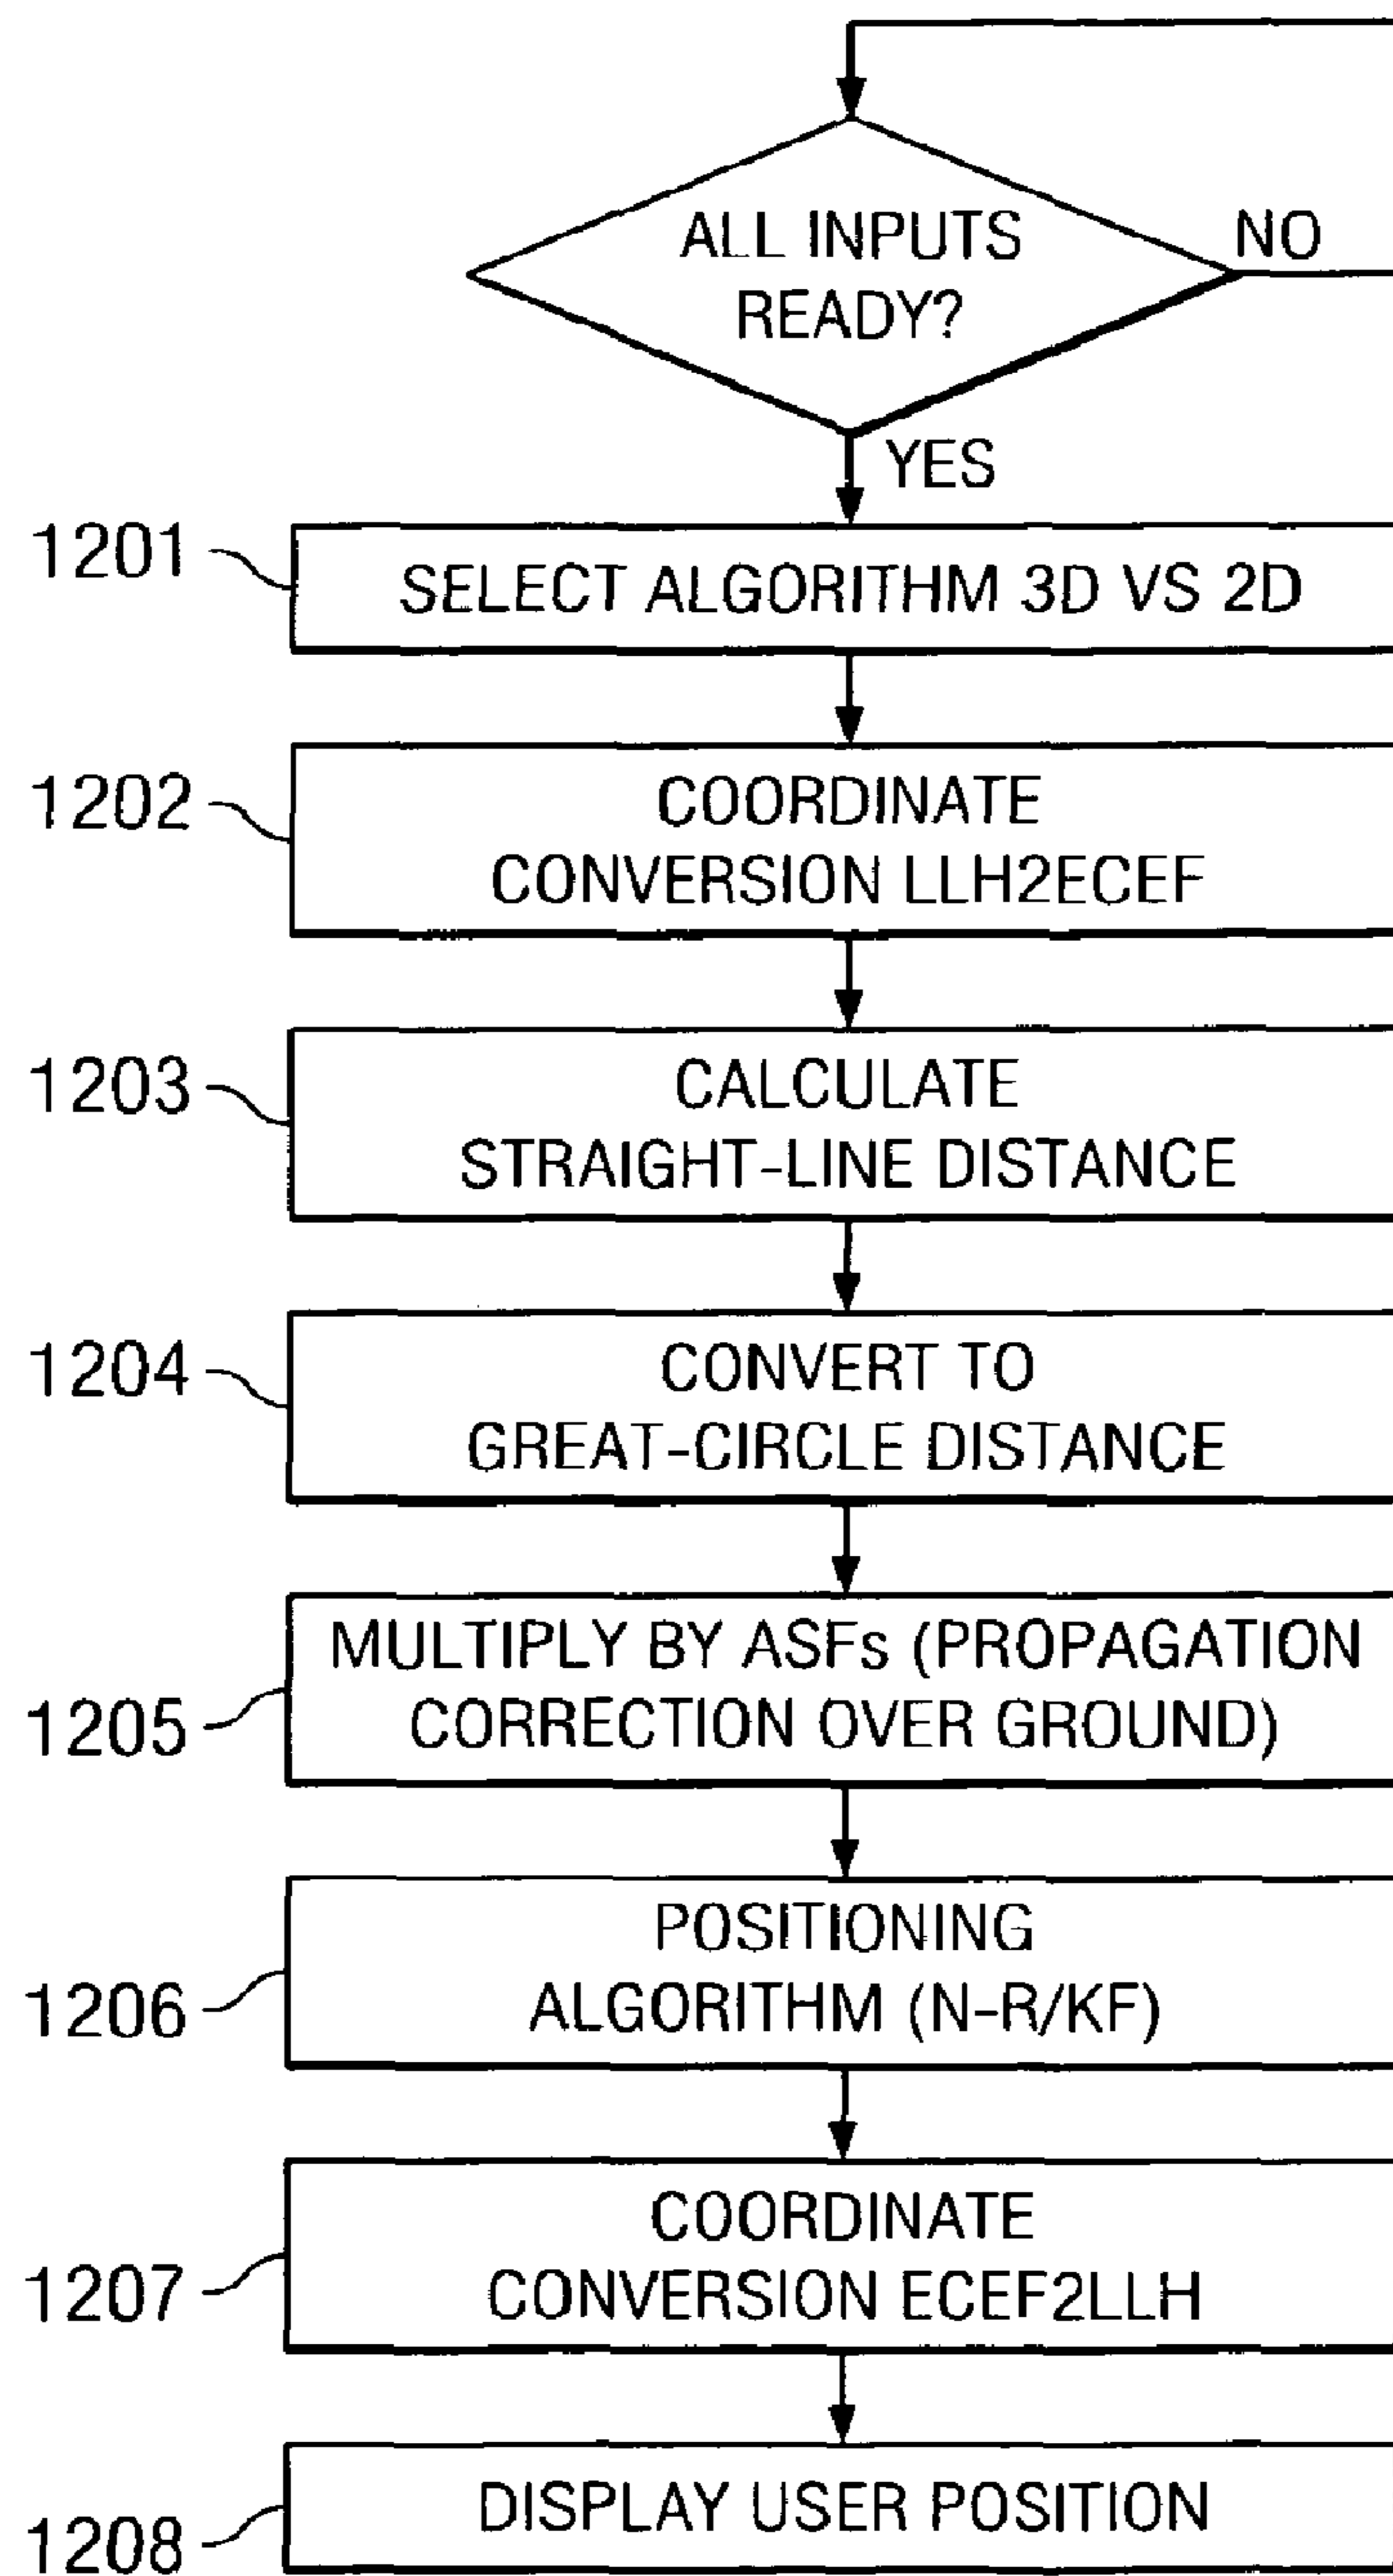 ALL INPUTS
READY?
NO
YES
1201
SELECT ALGORITHM 3D VS 2D
1202
COORDINATE
CONVERSION LLH2ECEF
1203
CALCULATE
STRAIGHT-LINE DISTANCE
1204
CONVERT TO
GREAT-CIRCLE DISTANCE
1205
MULTIPLY BY ASFs (PROPAGATION
CORRECTION OVER GROUND)
1206
POSITIONING
ALGORITHM (N-R/KF)
1207
COORDINATE
CONVERSION ECEF2LLH
1208
DISPLAY USER POSITION